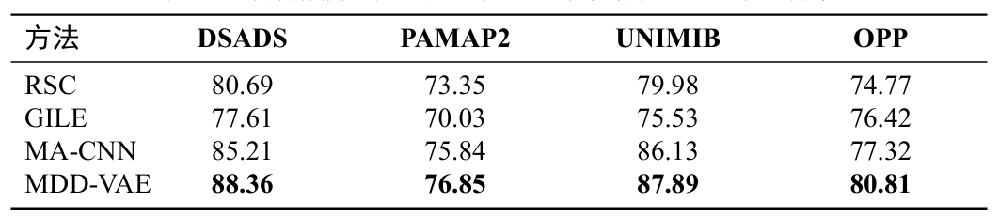 方法 DSADS PAMAP2 UNIMIB OPP
RSC 80.69 73.35 79.98 74.77
GILE 77.61 70.03 75.53 76.42
MA-CNN 85.21 75.84 86.13 77.32
MDD-VAE 88.36 76.85 87.89 80.81